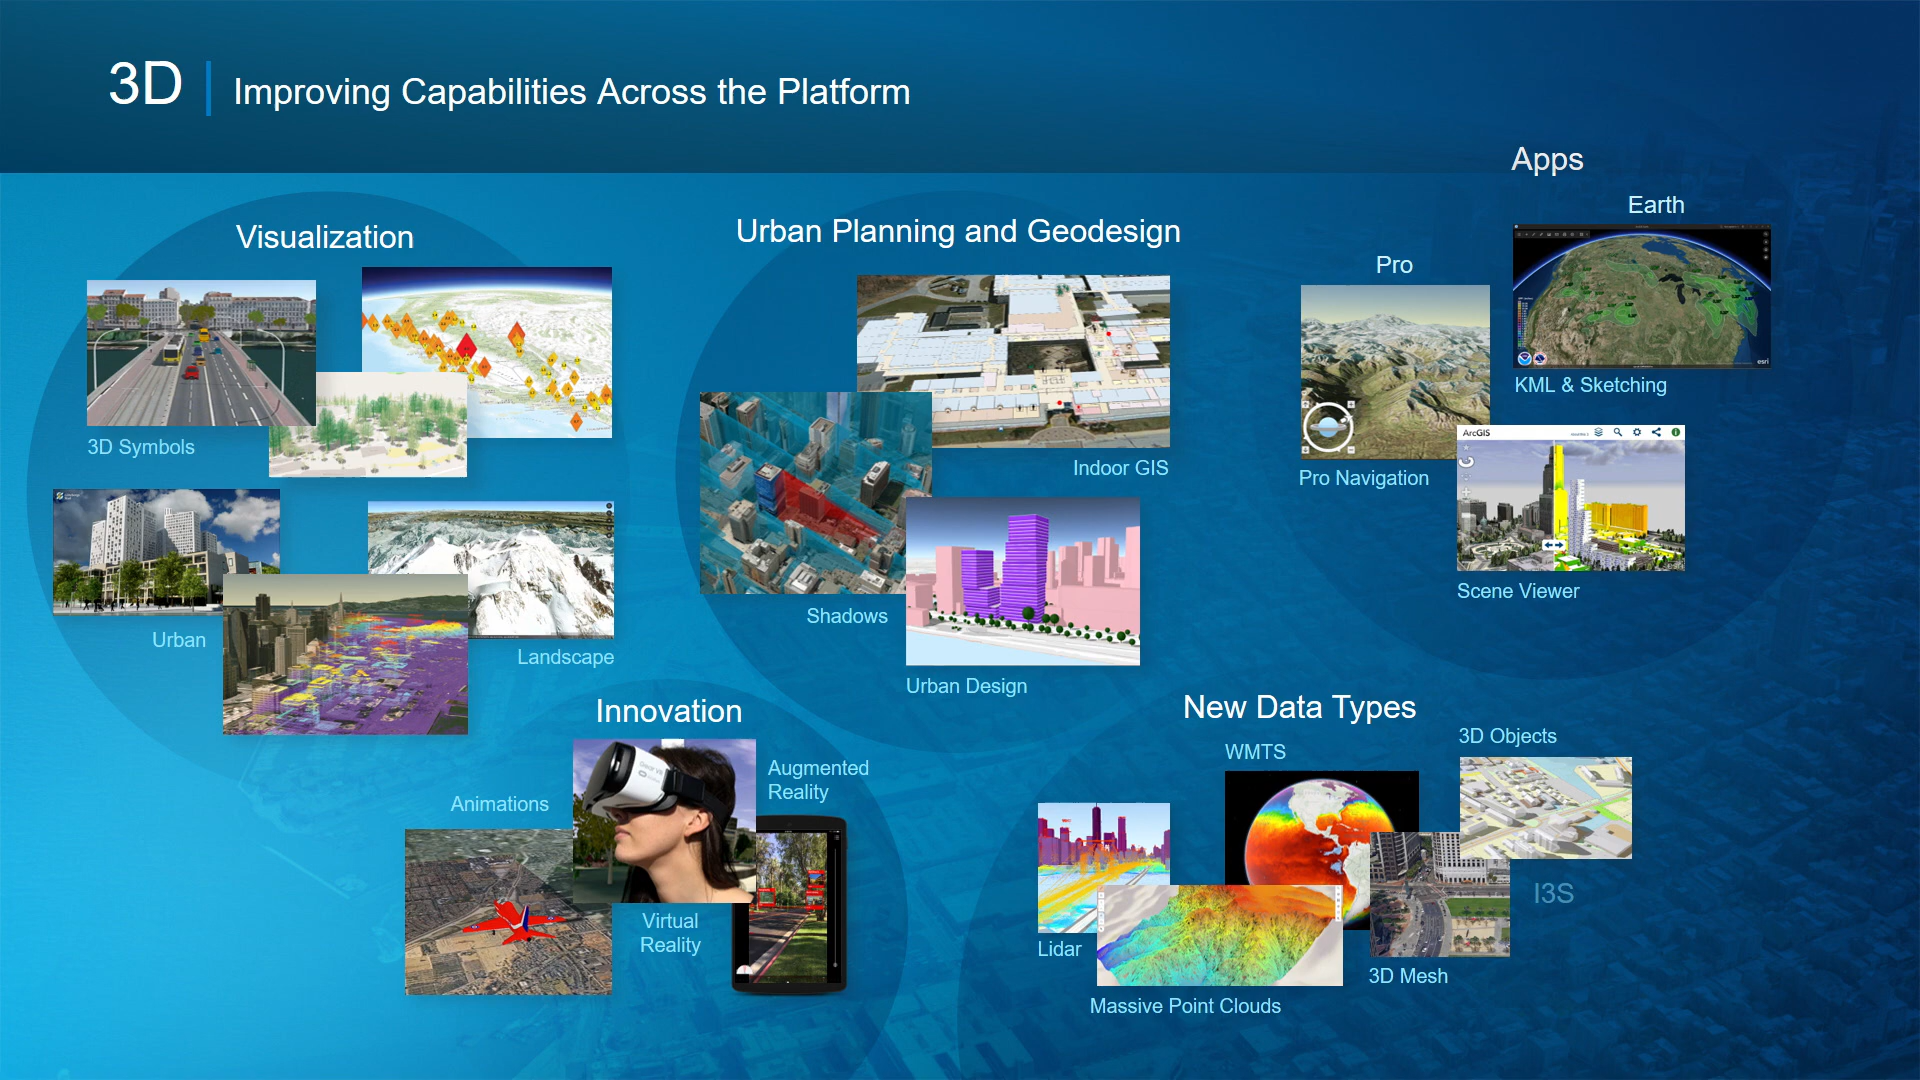 3D
Improving Capabilities Across the Platform
Visualization
3D Symbols
Urban
Landscape
Urban Planning and Geodesign
Indoor GIS
Shadows
Urban Design
Apps
Earth
esri
KML & Sketching
Pro
Pro Navigation
ArcGIS
Scene Viewer
Innovation
Animations
Virtual
Reality
Augmented
Reality
New Data Types
WMTS
3D Objects
Lidar
Massive Point Clouds
3D Mesh
I3S